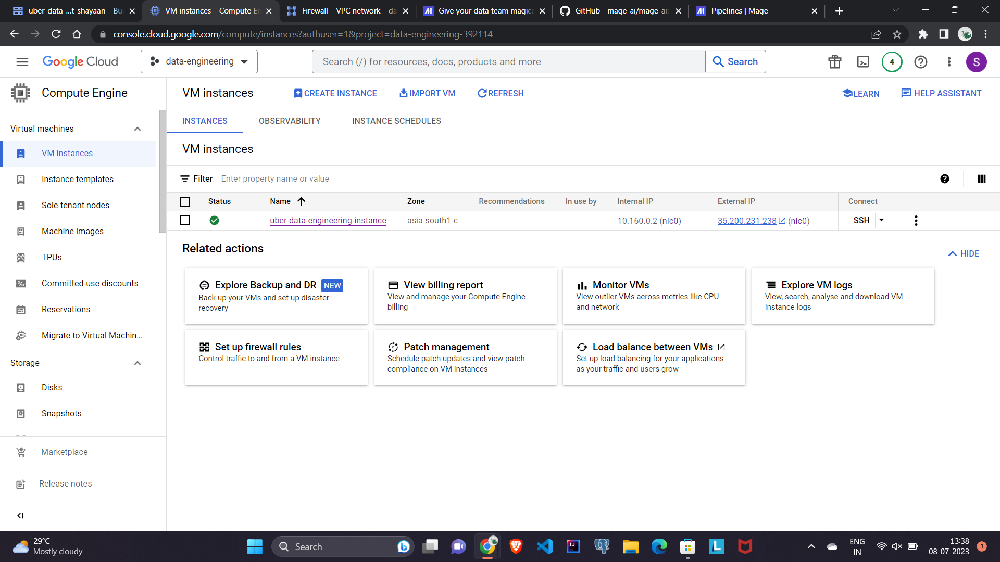 uber-data-...t-shayaan – Bu
VM instances – Compute En
Firewall – VPC network – da
Give your data team magica
GitHub - mage-ai/mage-ai:
Pipelines | Mage
console.cloud.google.com/compute/instances?authuser=1&project=data-engineering-392114
Google Cloud
data-engineering
Search (/) for resources, docs, products and more
Search
4
S
Compute Engine
VM instances
CREATE INSTANCE
IMPORT VM
REFRESH
LEARN
HELP ASSISTANT
Virtual machines
VM instances
Instance templates
Sole-tenant nodes
Machine images
TPUs
Committed-use discounts
Reservations
Migrate to Virtual Machin...
Storage
Disks
Snapshots
Marketplace
Release notes
INSTANCES
OBSERVABILITY
INSTANCE SCHEDULES
VM instances
Filter
Enter property name or value
Status
Name
Zone
Recommendations
In use by
Internal IP
External IP
Connect
uber-data-engineering-instance
asia-south1-c
10.160.0.2 (nic0)
35.200.231.238 (nic0)
SSH
Related actions
HIDE
Explore Backup and DR NEW
Back up your VMs and set up disaster
recovery
View billing report
View and manage your Compute Engine
billing
Monitor VMs
View outlier VMs across metrics like CPU
and network
Explore VM logs
View, search, analyse and download VM
instance logs
Set up firewall rules
Control traffic to and from a VM instance
Patch management
Schedule patch updates and view patch
compliance on VM instances
Load balance between VMs
Set up load balancing for your applications
as your traffic and users grow
29°C
Mostly cloudy
Search
ENG
IN
13:38
08-07-2023
1